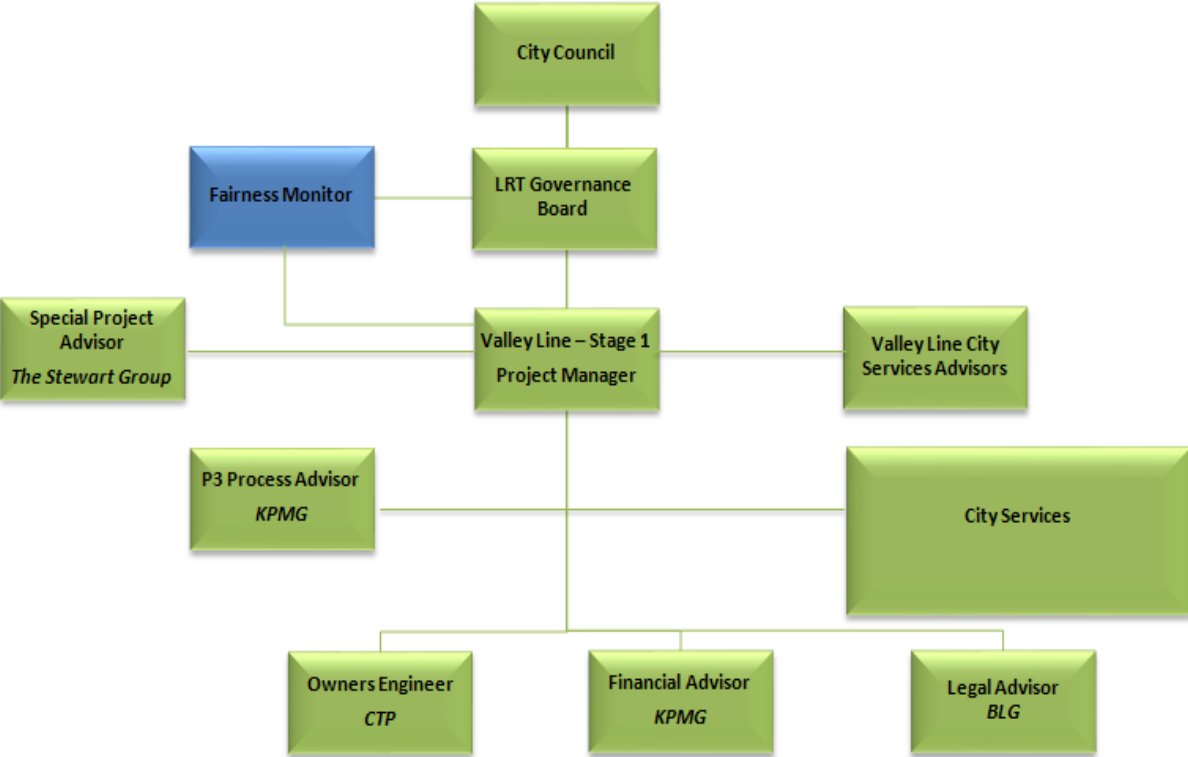 City Council
Fairness Monitor
LRT Governance
Board
Special Project
Advisor
The Stewart Group
Valley Line – Stage 1
Project Manager
Valley Line City
Services Advisors
P3 Process Advisor
KPMG
City Services
Owners Engineer
CTP
Financial Advisor
KPMG
Legal Advisor
BLG